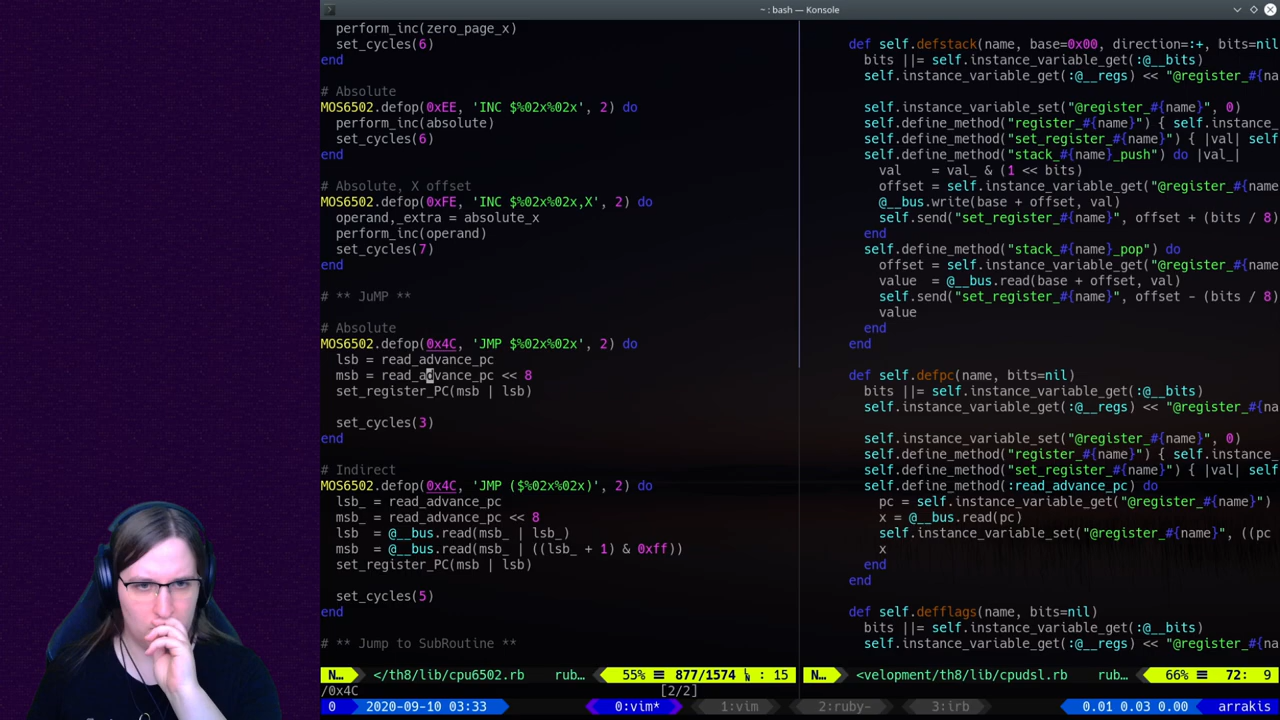 ~ : bash — Konsole
perform_inc(zero_page_x)
set_cycles(6)
end
# Absolute
MOS6502.defop(0xEE, 'INC $%02x%02x', 2) do
perform_inc(absolute)
set_cycles(6)
end
# Absolute, X offset
MOS6502.defop(0xFE, 'INC $%02x%02x,X', 2) do
operand,_extra = absolute_x
perform_inc(operand)
set_cycles(7)
end
# ** JuMP **
# Absolute
MOS6502.defop(0x4C, 'JMP $%02x%02x', 2) do
lsb = read_advance_pc
msb = read_advance_pc << 8
set_register_PC(msb | lsb)
set_cycles(3)
end
# Indirect
MOS6502.defop(0x4C, 'JMP ($%02x%02x)', 2) do
lsb_ = read_advance_pc
msb_ = read_advance_pc << 8
lsb  = @__bus.read(msb_ | lsb_)
msb  = @__bus.read(msb_ | ((lsb_ + 1) & 0xff))
set_register_PC(msb | lsb)
set_cycles(5)
end
# ** Jump to SubRoutine **
N... </th8/lib/cpu6502.rb rub… 55% 877/1574 : 15
/0x4C [2/2]
def self.defstack(name, base=0x00, direction=:+, bits=nil
bits ||= self.instance_variable_get(:@__bits)
self.instance_variable_get(:@__regs) << "@register_#{na
self.instance_variable_set("@register_#{name}", 0)
self.define_method("register_#{name}") { self.instance_
self.define_method("set_register_#{name}") { |val| self
self.define_method("stack_#{name}_push") do |val_|
val    = val_ & (1 << bits)
offset = self.instance_variable_get("@register_#{name
@__bus.write(base + offset, val)
self.send("set_register_#{name}", offset + (bits / 8)
end
self.define_method("stack_#{name}_pop") do
offset = self.instance_variable_get("@register_#{name
value  = @__bus.read(base + offset, val)
self.send("set_register_#{name}", offset - (bits / 8)
value
end
end
def self.defpc(name, bits=nil)
bits ||= self.instance_variable_get(:@__bits)
self.instance_variable_get(:@__regs) << "@register_#{na
self.instance_variable_set("@register_#{name}", 0)
self.define_method("register_#{name}") { self.instance_
self.define_method("set_register_#{name}") { |val| self
self.define_method(:read_advance_pc) do
pc = self.instance_variable_get("@register_#{name}")
x = @__bus.read(pc)
self.instance_variable_set("@register_#{name}", ((pc
x
end
end
def self.defflags(name, bits=nil)
bits ||= self.instance_variable_get(:@__bits)
self.instance_variable_get(:@__regs) << "@register_#{na
N... <velopment/th8/lib/cpudsl.rb rub… 66% 72: 9
0 2020-09-10 03:33 0:vim* 1:vim 2:ruby- 3:irb 0.01 0.03 0.00 arrakis